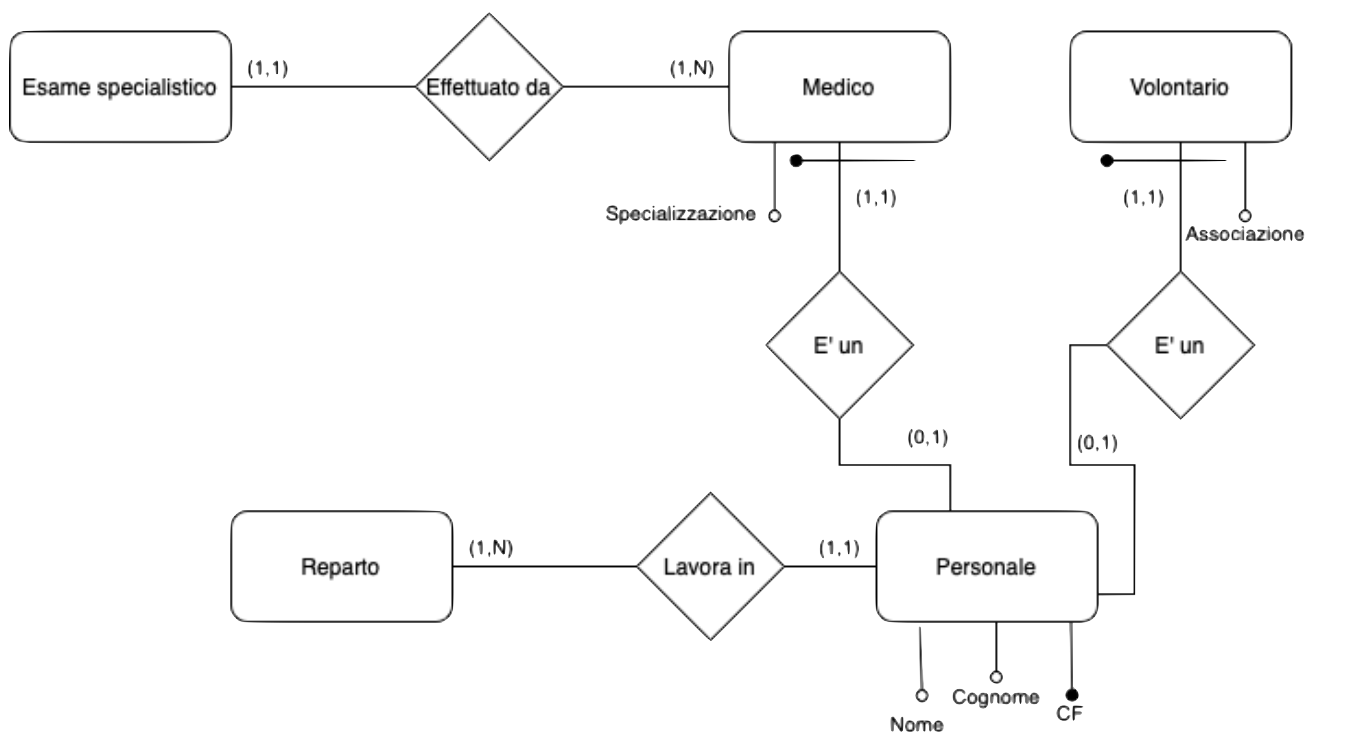 Esame specialistico
(1,1)
Effettuato da
(1,N)
Medico
Volontario
Specializzazione
(1,1)
(1,1)
Associazione
E' un
E' un
(0,1)
(0,1)
Reparto
(1,N)
Lavora in
(1,1)
Personale
Nome
Cognome
CF